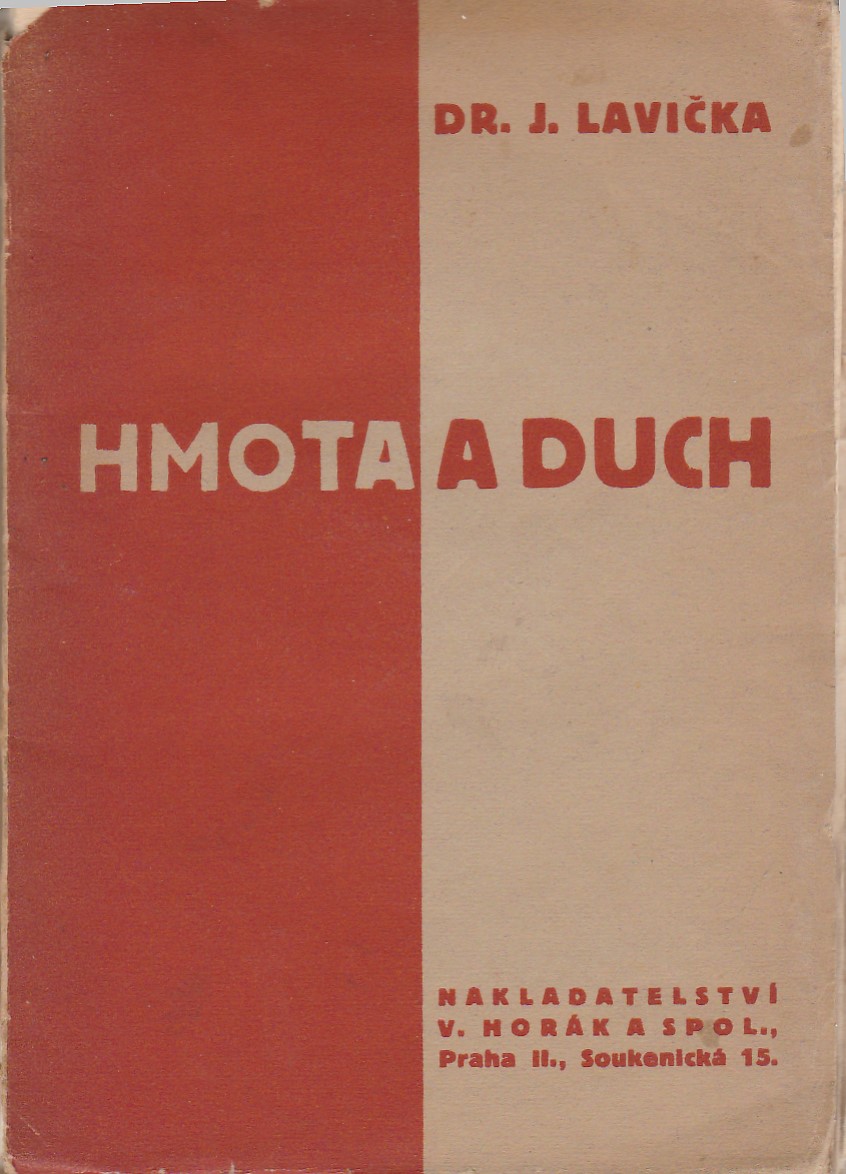 DR. J. LAVIČKA
HMOTA A DUCH
NAKLADATELSTVÍ
V. HORÁK A SPOL.,
Praha II., Soukenická 15.